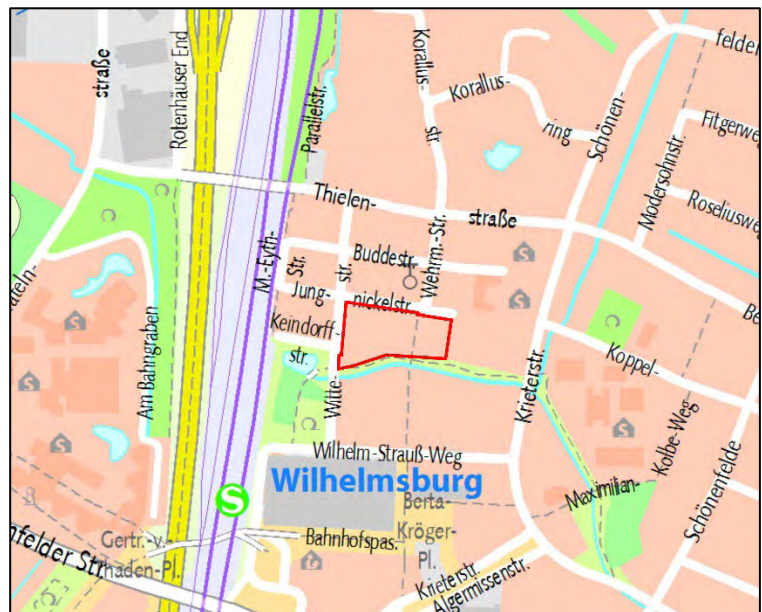 straße
Rotenhäuser End
Parallelstr.
Korallus-
str.
Korallus-
ring
Schönen-
felder
Fitgerweg
Modersohnstr.
Roseliusweg
Thielen-
straße
M.-Eyth-
Str.
Buddestr.
str.
Wehrm.-Str.
Jung-
nickelstr.
Keindorff-
str.
Witte-
Am Bahngraben
Krieterstr.
Koppel-
Be
Kolbe-Weg
Maximilian-
Schönenfelde
Wilhelm-Strauß-Weg
Wilhelmsburg
S
Berta-
Kröger-
Pl.
Bahnhofspas.
Gertr.-v.-
haden-Pl.
nfelder Str.
Krieterstr.
Algermissenstr.